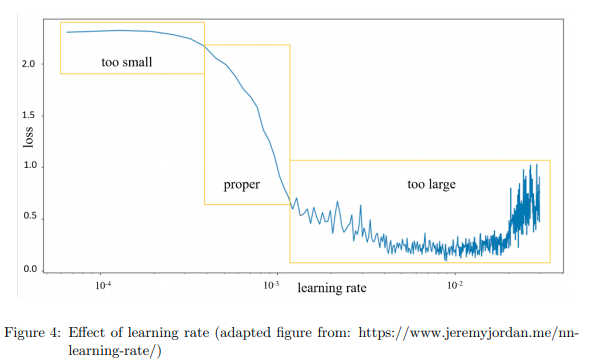 2.0
1.5
1.0
0.5
0.0
loss
too small
proper
too large
10-4
10-3
10-2
learning rate
Figure 4: Effect of learning rate (adapted figure from: https://www.jeremyjordan.me/nn-
learning-rate/)